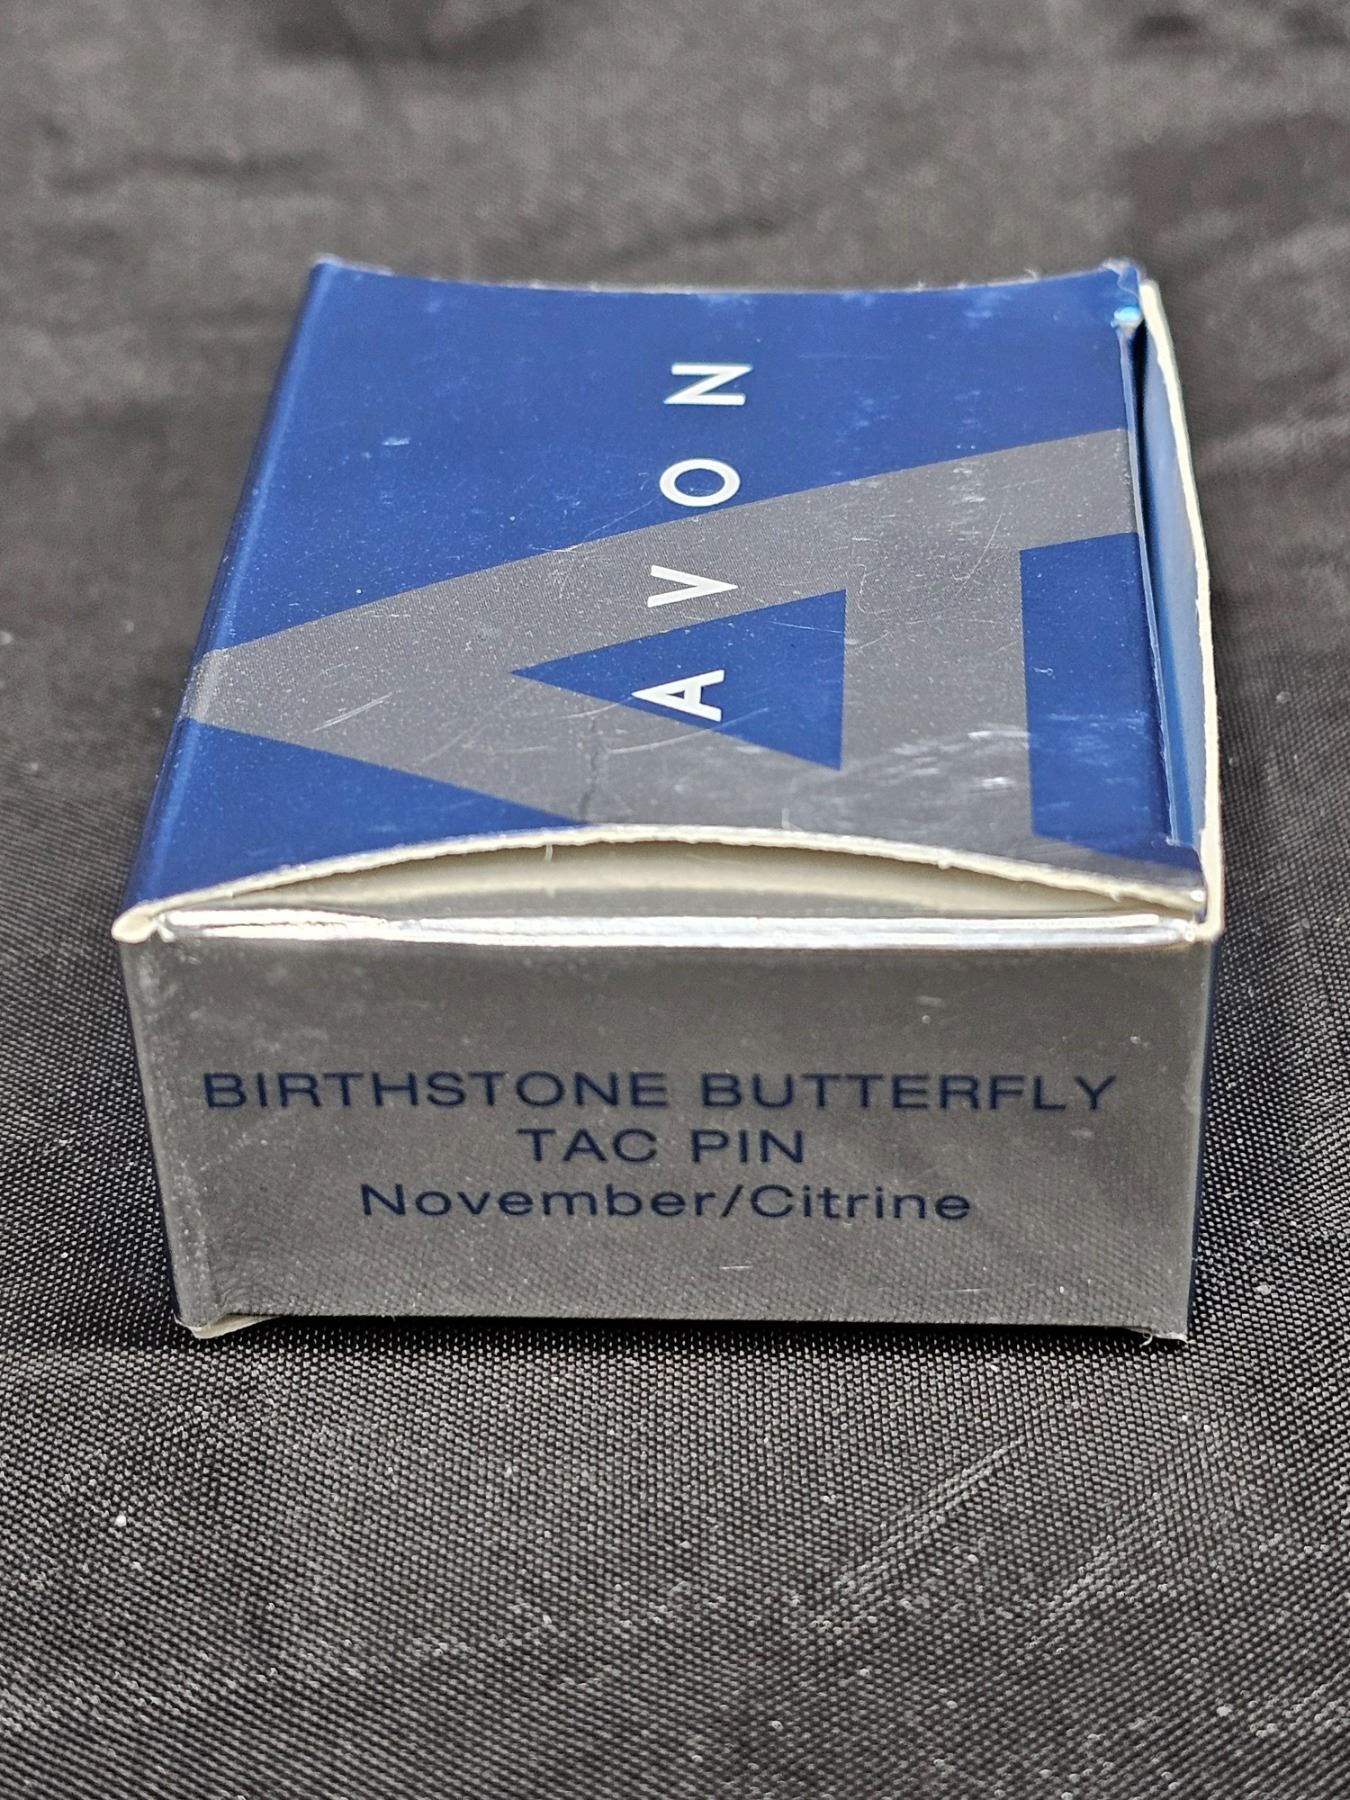 AVON
BIRTHSTONE BUTTERFLY
TAC PIN
November/Citrine